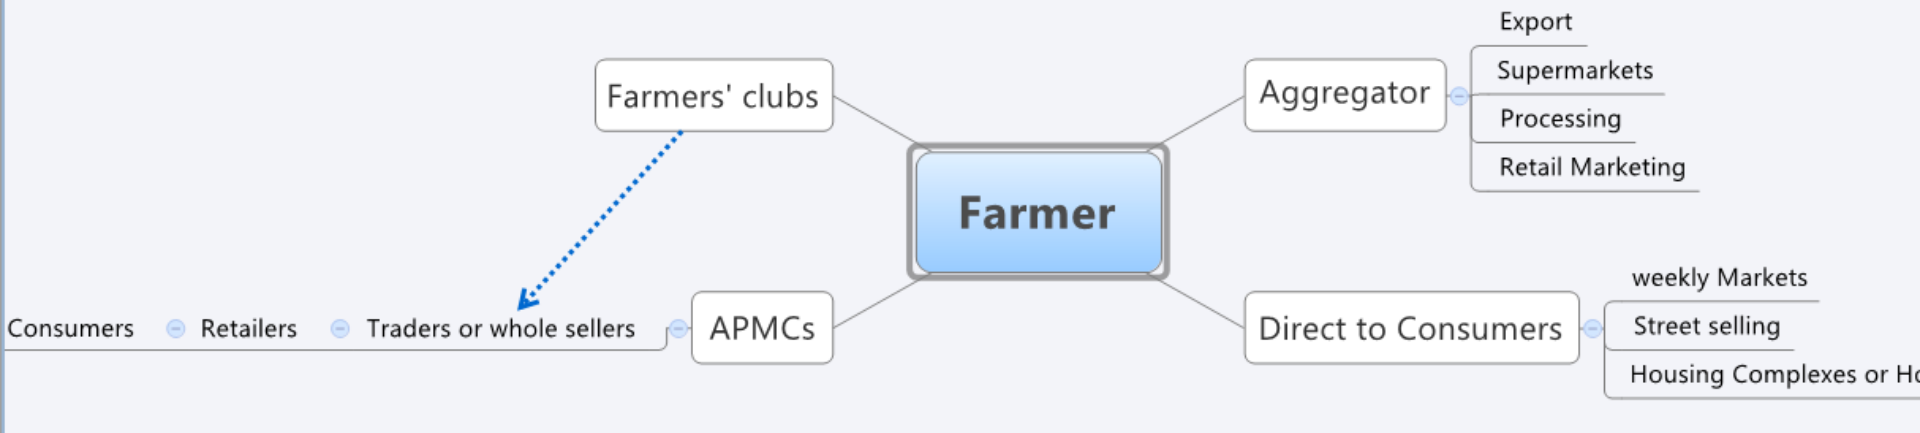 Export
Supermarkets
Farmers' clubs
Aggregator
Processing
Retail Marketing
Farmer
weekly Markets
Consumers Retailers Traders or whole sellers APMCs
Direct to Consumers
Street selling
Housing Complexes or